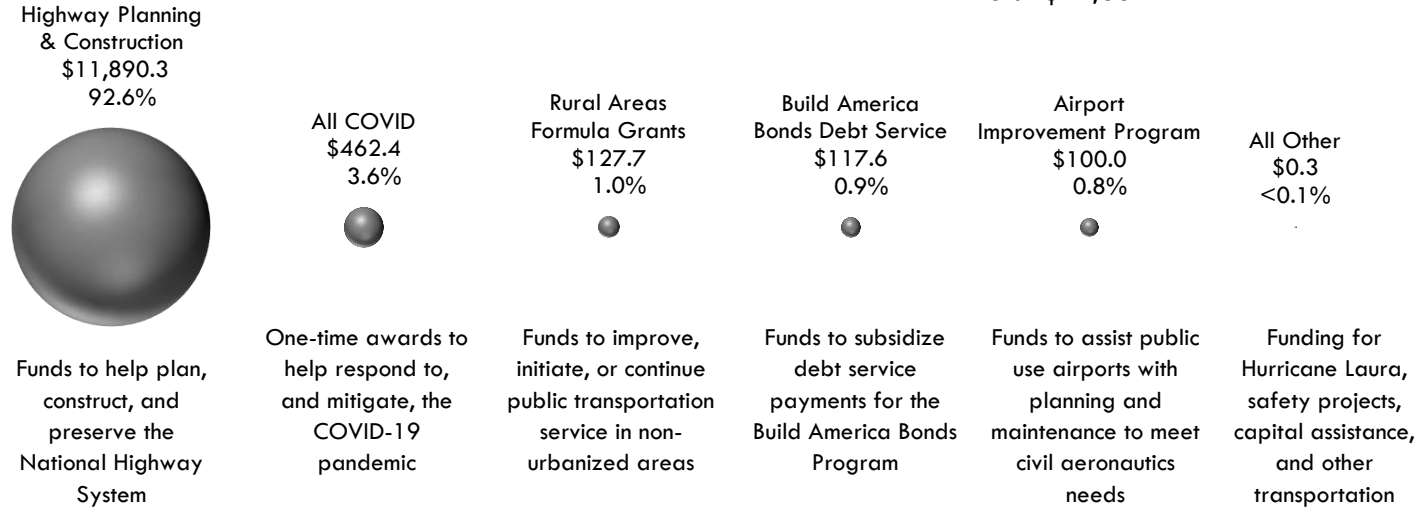 Highway Planning
& Construction
$11,890.3
92.6%
All COVID
$462.4
3.6%
Rural Areas
Formula Grants
$127.7
1.0%
Build America
Bonds Debt Service
$117.6
0.9%
Airport
Improvement Program
$100.0
0.8%
All Other
$0.3
<0.1%
Funds to help plan,
construct, and
preserve the
National Highway
System
One-time awards to
help respond to,
and mitigate, the
COVID-19
pandemic
Funds to improve,
initiate, or continue
public transportation
service in non-
urbanized areas
Funds to subsidize
debt service
payments for the
Build America Bonds
Program
Funds to assist public
use airports with
planning and
maintenance to meet
civil aeronautics
needs
Funding for
Hurricane Laura,
safety projects,
capital assistance,
and other
transportation